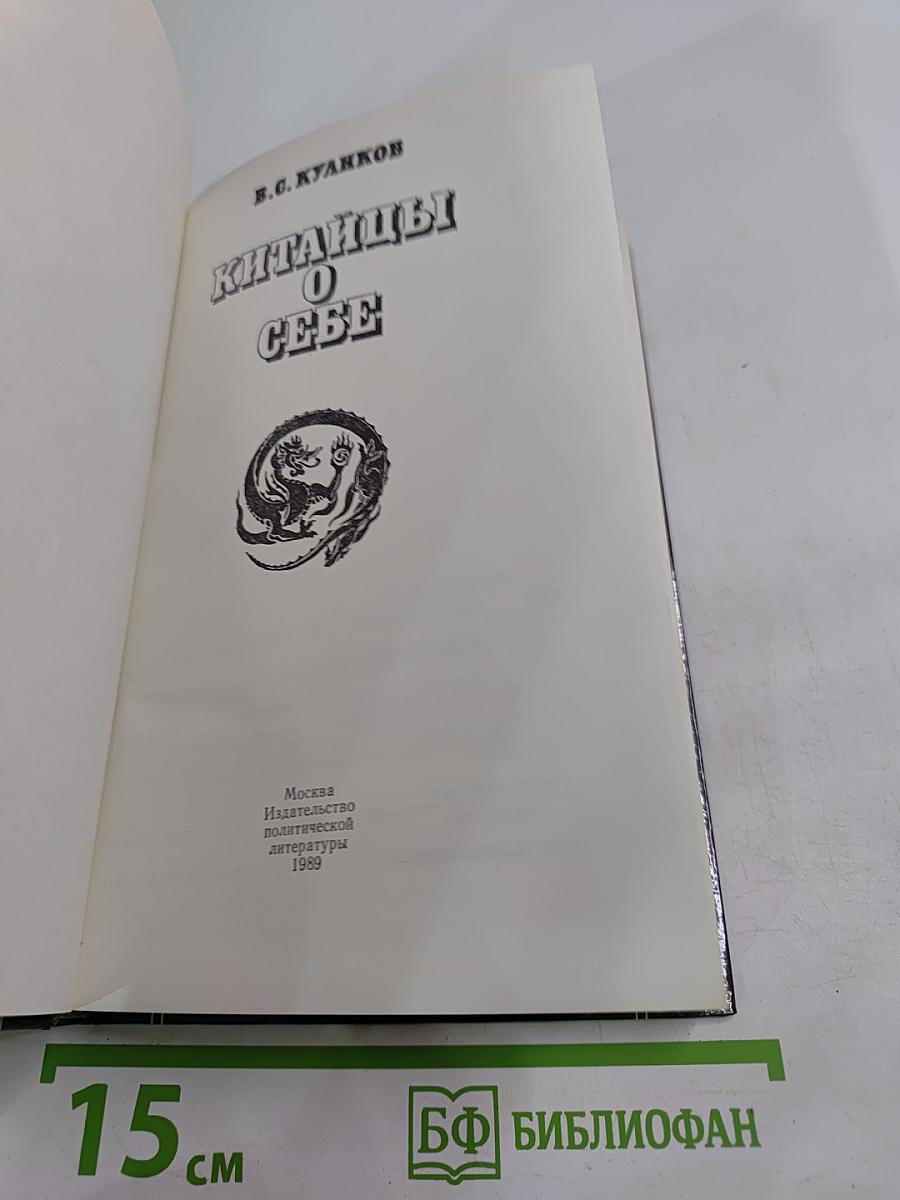 В.С. КУЛИКОВ
КИТАЙЦЫ
О
СЕБЕ
Москва
Издательство
политической
литературы
1989
15 см
БФ БИБЛИОФАН